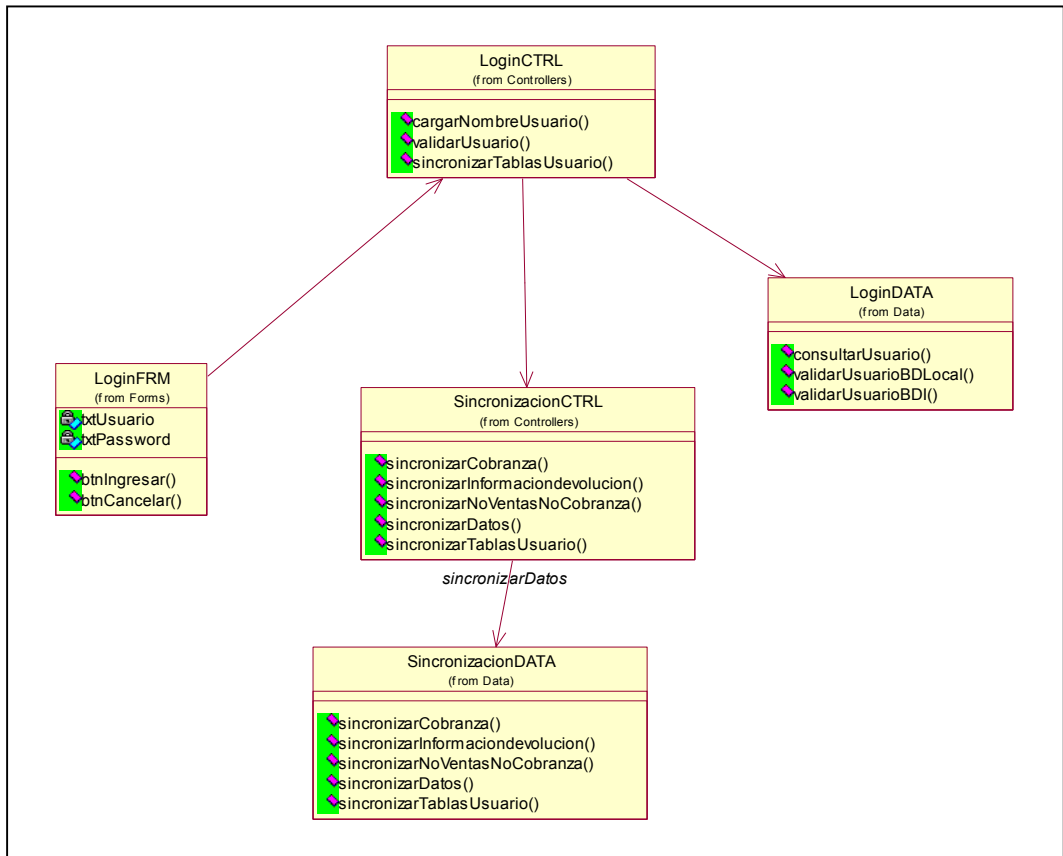 LoginCTRL
(from Controllers)
cargarNombreUsuario()
validarUsuario()
sincronizarTablasUsuario()
LoginDATA
(from Data)
consultarUsuario()
validarUsuarioBDLocal()
validarUsuarioBDI()
LoginFRM
(from Forms)
txtUsuario
txtPassword
btnIngresar()
btnCancelar()
SincronizacionCTRL
(from Controllers)
sincronizarCobranza()
sincronizarInformaciondevolucion()
sincronizarNoVentasNoCobranza()
sincronizarDatos()
sincronizarTablasUsuario()
sincronizarDatos
SincronizacionDATA
(from Data)
sincronizarCobranza()
sincronizarInformaciondevolucion()
sincronizarNoVentasNoCobranza()
sincronizarDatos()
sincronizarTablasUsuario()